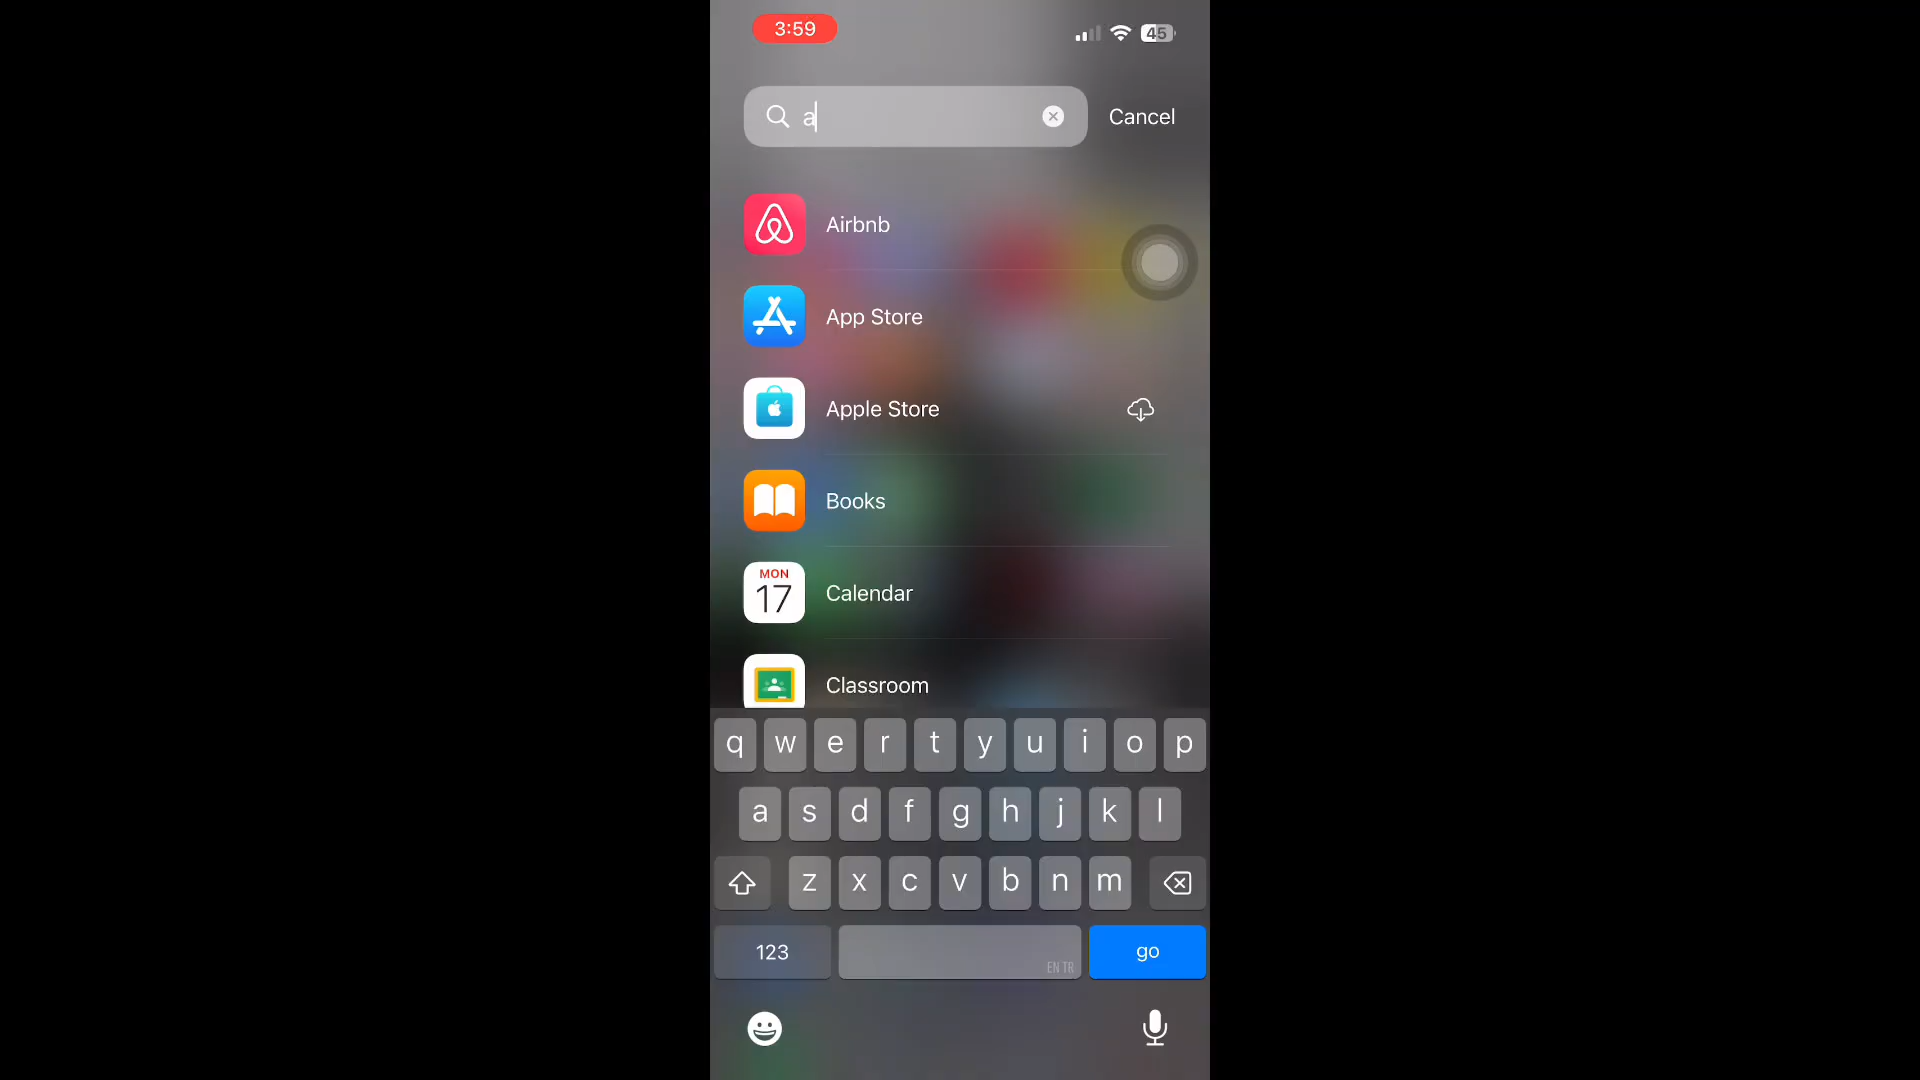 3:59
45
a
Cancel
Airbnb
App Store
Apple Store
Books
MON
17
Calendar
Classroom
q w e r t y u i o p
a s d f g h j k l
z x c v b n m
123
EN TR
go